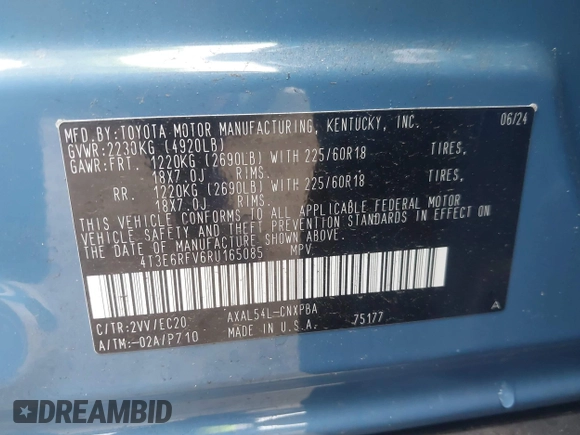 MFD.BY:TOYOTA MOTOR MANUFACTURING, KENTUCKY, INC. 06/24
GVWR:2230KG (4920LB)
GAWR:FRT. 1220KG (2690LB) WITH 225/60R18 TIRES,
18X7.0J RIMS.
RR. 1220KG (2690LB) WITH 225/60R18 TIRES,
18X7.0J RIMS.
THIS VEHICLE CONFORMS TO ALL APPLICABLE FEDERAL MOTOR
VEHICLE SAFETY AND THEFT PREVENTION STANDARDS IN EFFECT ON
THE DATE OF MANUFACTURE SHOWN ABOVE.
4T3E6RFV6RU165085 MPV
C/TR:2VV/EC20 AXAL54L-CNXPBA A
A/TM:-02A/P710 MADE IN U.S.A. 75177
DREAMBID